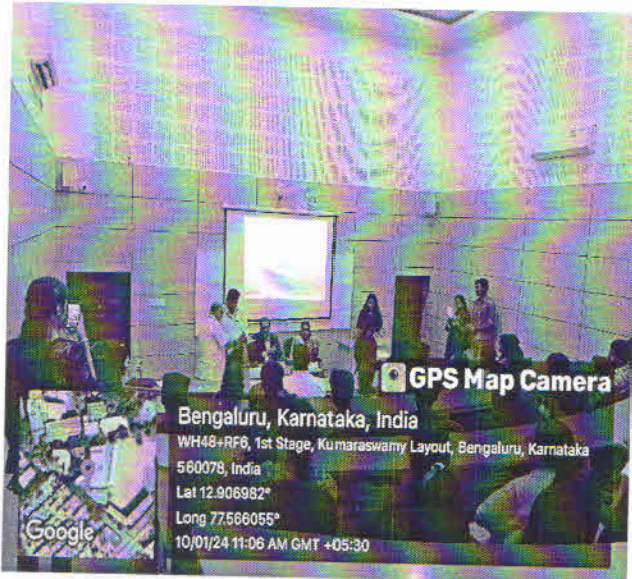 GPS Map Camera
Bengaluru, Karnataka, India
WH48+RF6, 1st Stage, Kumaraswamy Layout, Bengaluru, Karnataka
560078, India
Lat 12.906982°
Long 77.566055°
10/01/24 11:06 AM GMT +05:30
Google